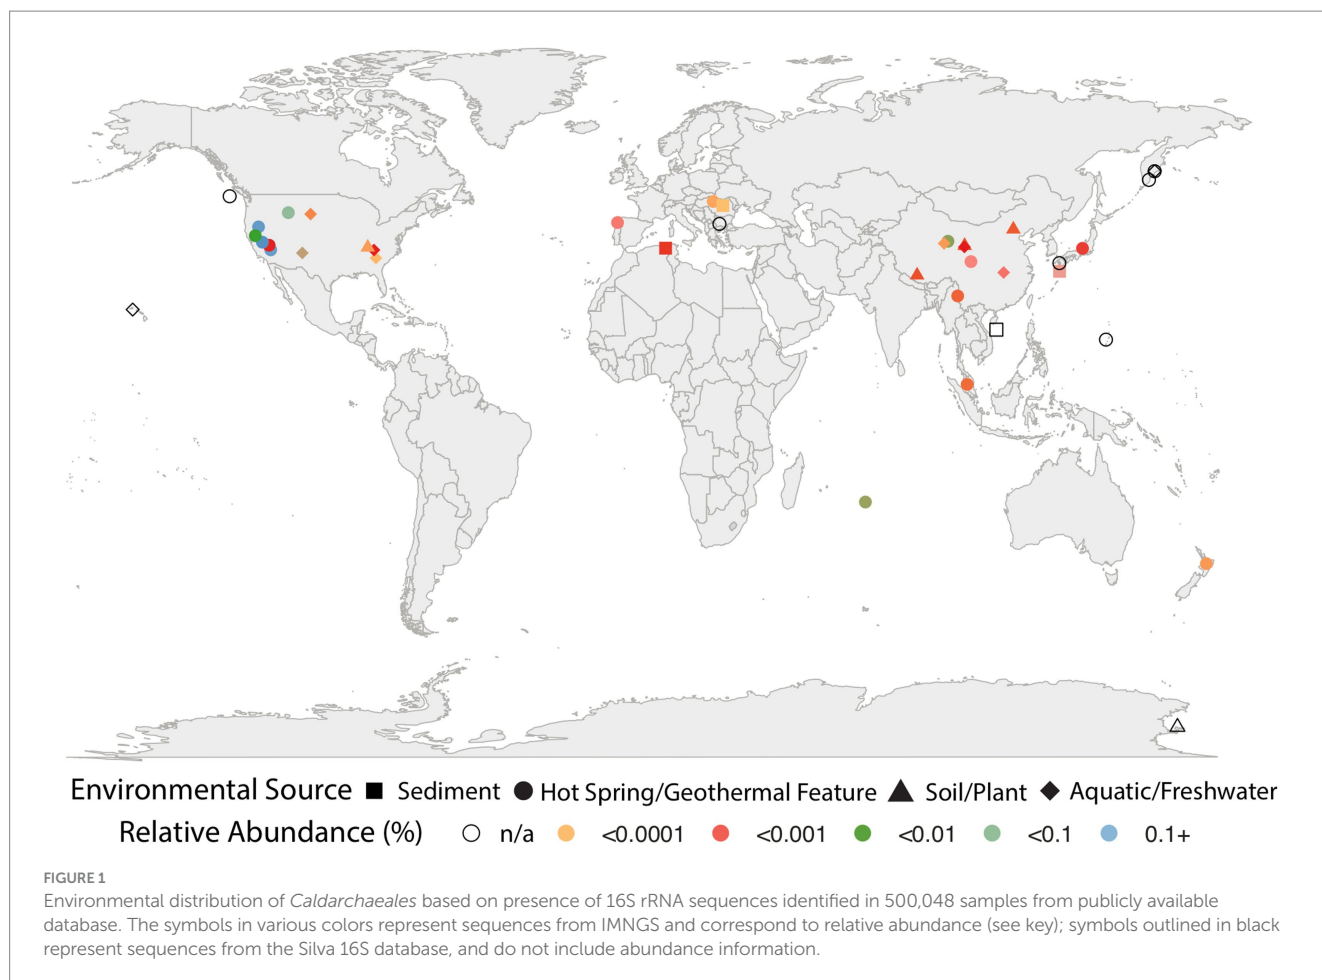 Environmental Source Sediment Hot Spring/Geothermal Feature Soil/Plant Aquatic/Freshwater
Relative Abundance (%) n/a <0.0001 <0.001 <0.01 <0.1 0.1+
FIGURE 1
Environmental distribution of Caldarchaeales based on presence of 16S rRNA sequences identified in 500,048 samples from publicly available
database. The symbols in various colors represent sequences from IMNGS and correspond to relative abundance (see key); symbols outlined in black
represent sequences from the Silva 16S database, and do not include abundance information.